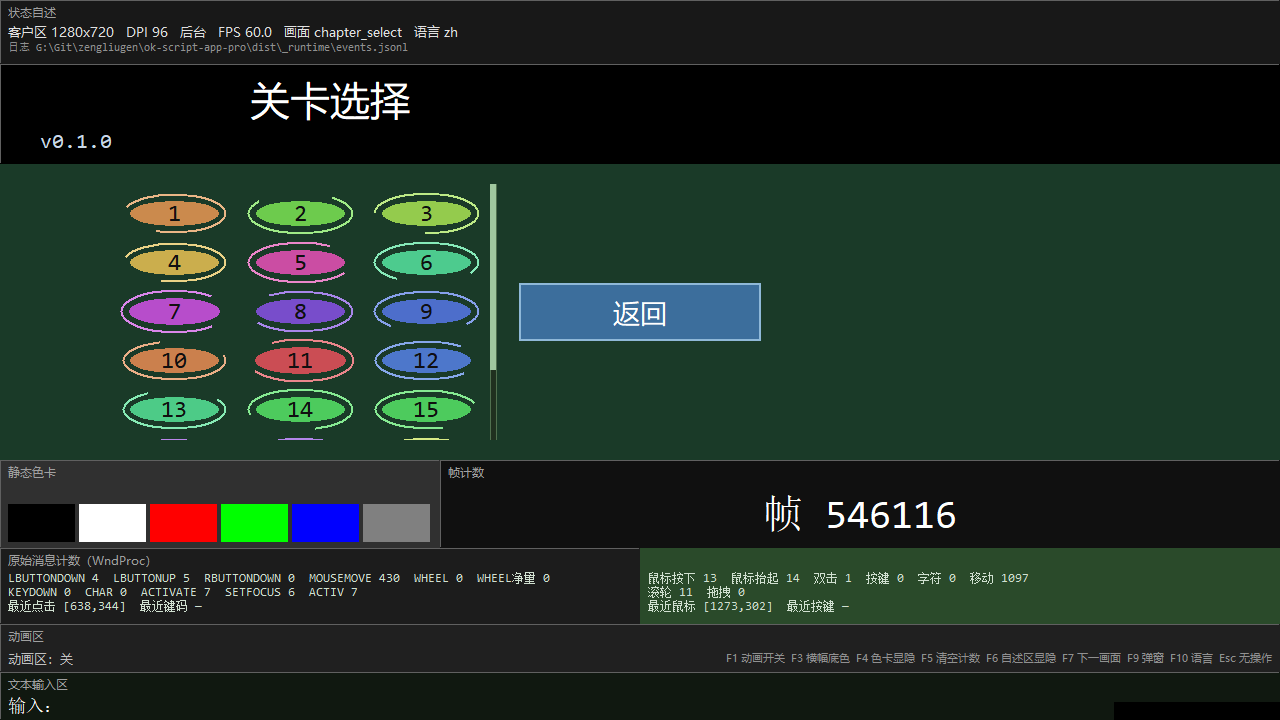 状态自述
客户区 1280x720 DPI 96 后台 FPS 60.0 画面 chapter_select 语言 zh
日志 G:\Git\zengliugen\ok-script-app-pro\dist\_runtime\events.jsonl
关卡选择
v0.1.0
1 2 3
4 5 6
7 8 9
返回
10 11 12
13 14 15
静态色卡
帧计数
帧 546116
原始消息计数 (WndProc)
LBUTTONDOWN 4 LBUTTONUP 5 RBUTTONDOWN 0 MOUSEMOVE 430 WHEEL 0 WHEEL净重 0
KEYDOWN 0 CHAR 0 ACTIVATE 7 SETFOCUS 6 ACTIV 7
最近点击 [638,344] 最近键码 —
鼠标按下 13 鼠标抬起 14 双击 1 按键 0 字符 0 移动 1097
滚轮 11 拖拽 0
最近鼠标 [1273,302] 最近按键 —
动画区
动画区: 关
F1 动画开关 F3 横幅底色 F4 色卡显隐 F5 清空计数 F6 自述区显隐 F7 下一画面 F9 弹窗 F10 语言 Esc 无操作
文本输入区
输入: